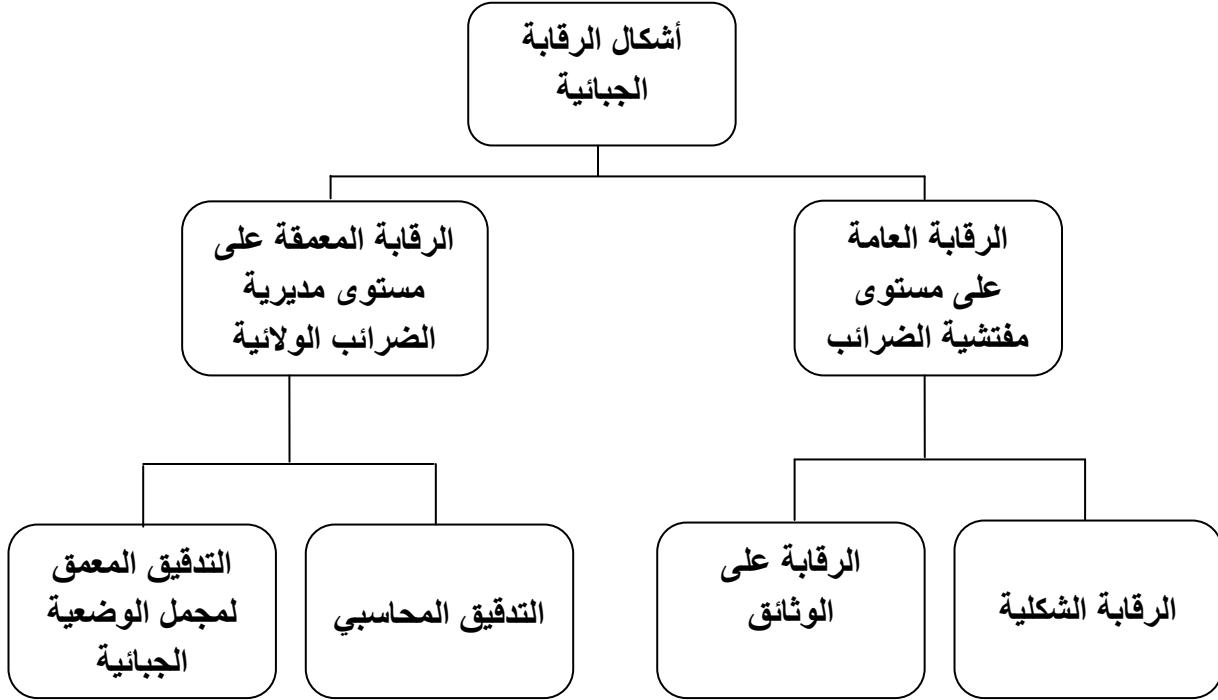 أشكال الرقابة
الجبائية
الرقابة العامة
على مستوى
مفتشية الضرائب
الرقابة المعمقة على
مستوى مديرية
الضرائب الولائية
الرقابة الشكلية
الرقابة على
الوثائق
التدقيق المحاسبي
التدقيق المعمق
لمجمل الوضعية
الجبائية